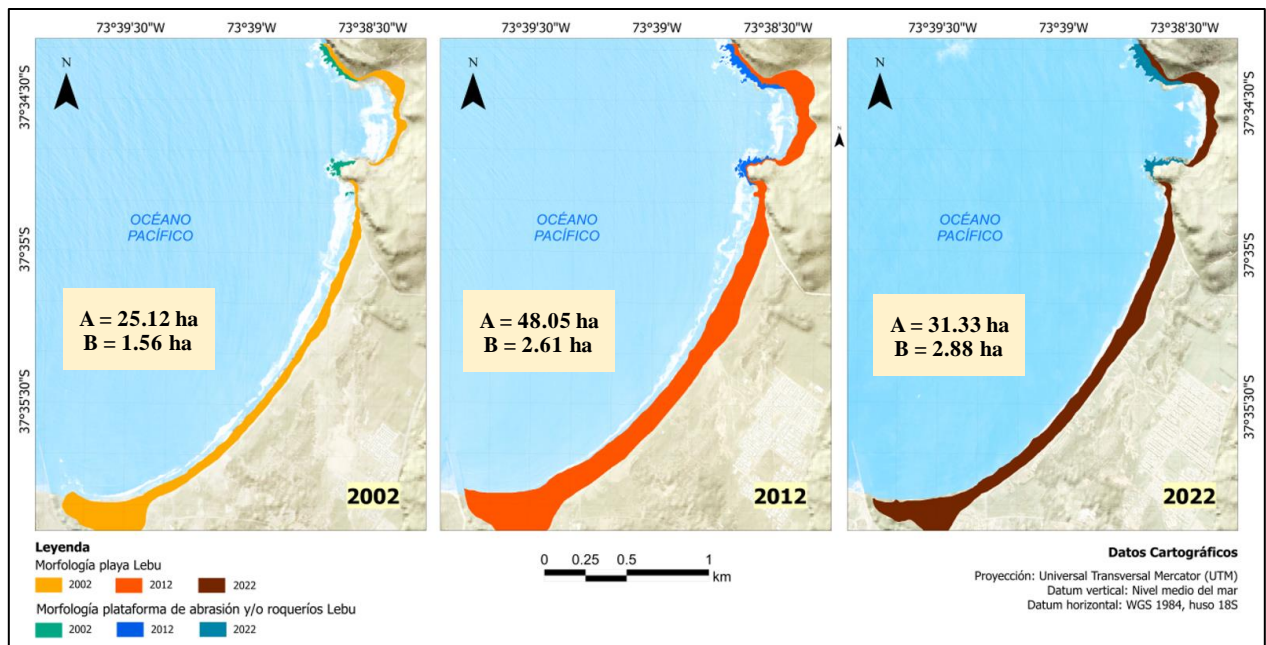 73°39'30"W 73°39'W 73°38'30"W
73°39'30"W 73°39'W 73°38'30"W
73°39'30"W 73°39'W 73°38'30"W
37°34'30"S
37°35'S
37°35'30"S
N
OCÉANO
PACÍFICO
A = 25.12 ha
B = 1.56 ha
2002
N
OCÉANO
PACÍFICO
A = 48.05 ha
B = 2.61 ha
2012
N
N
OCÉANO
PACÍFICO
A = 31.33 ha
B = 2.88 ha
2022
37°34'30"S
37°35'S
37°35'30"S
Leyenda
Morfología playa Lebu
2002 2012 2022
Morfología plataforma de abrasión y/o roqueríos Lebu
2002 2012 2022
0 0.25 0.5 1
km
Datos Cartográficos
Proyección: Universal Transversal Mercator (UTM)
Datum vertical: Nivel medio del mar
Datum horizontal: WGS 1984, huso 18S